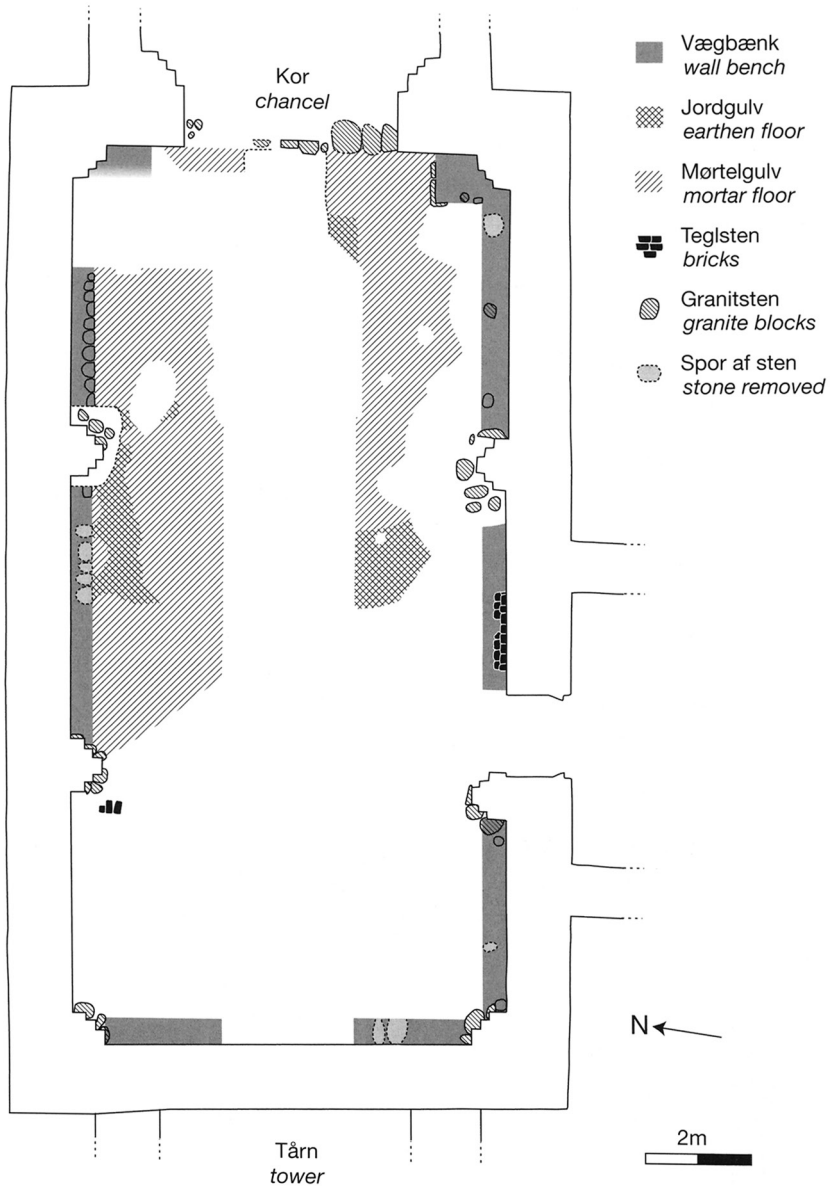 Kor
chancel
Vægbænk
wall bench
Jordgulv
earthen floor
Mørtelgulv
mortar floor
Teglsten
bricks
Granitsten
granite blocks
Spor af sten
stone removed
N
2m
Tårn
tower